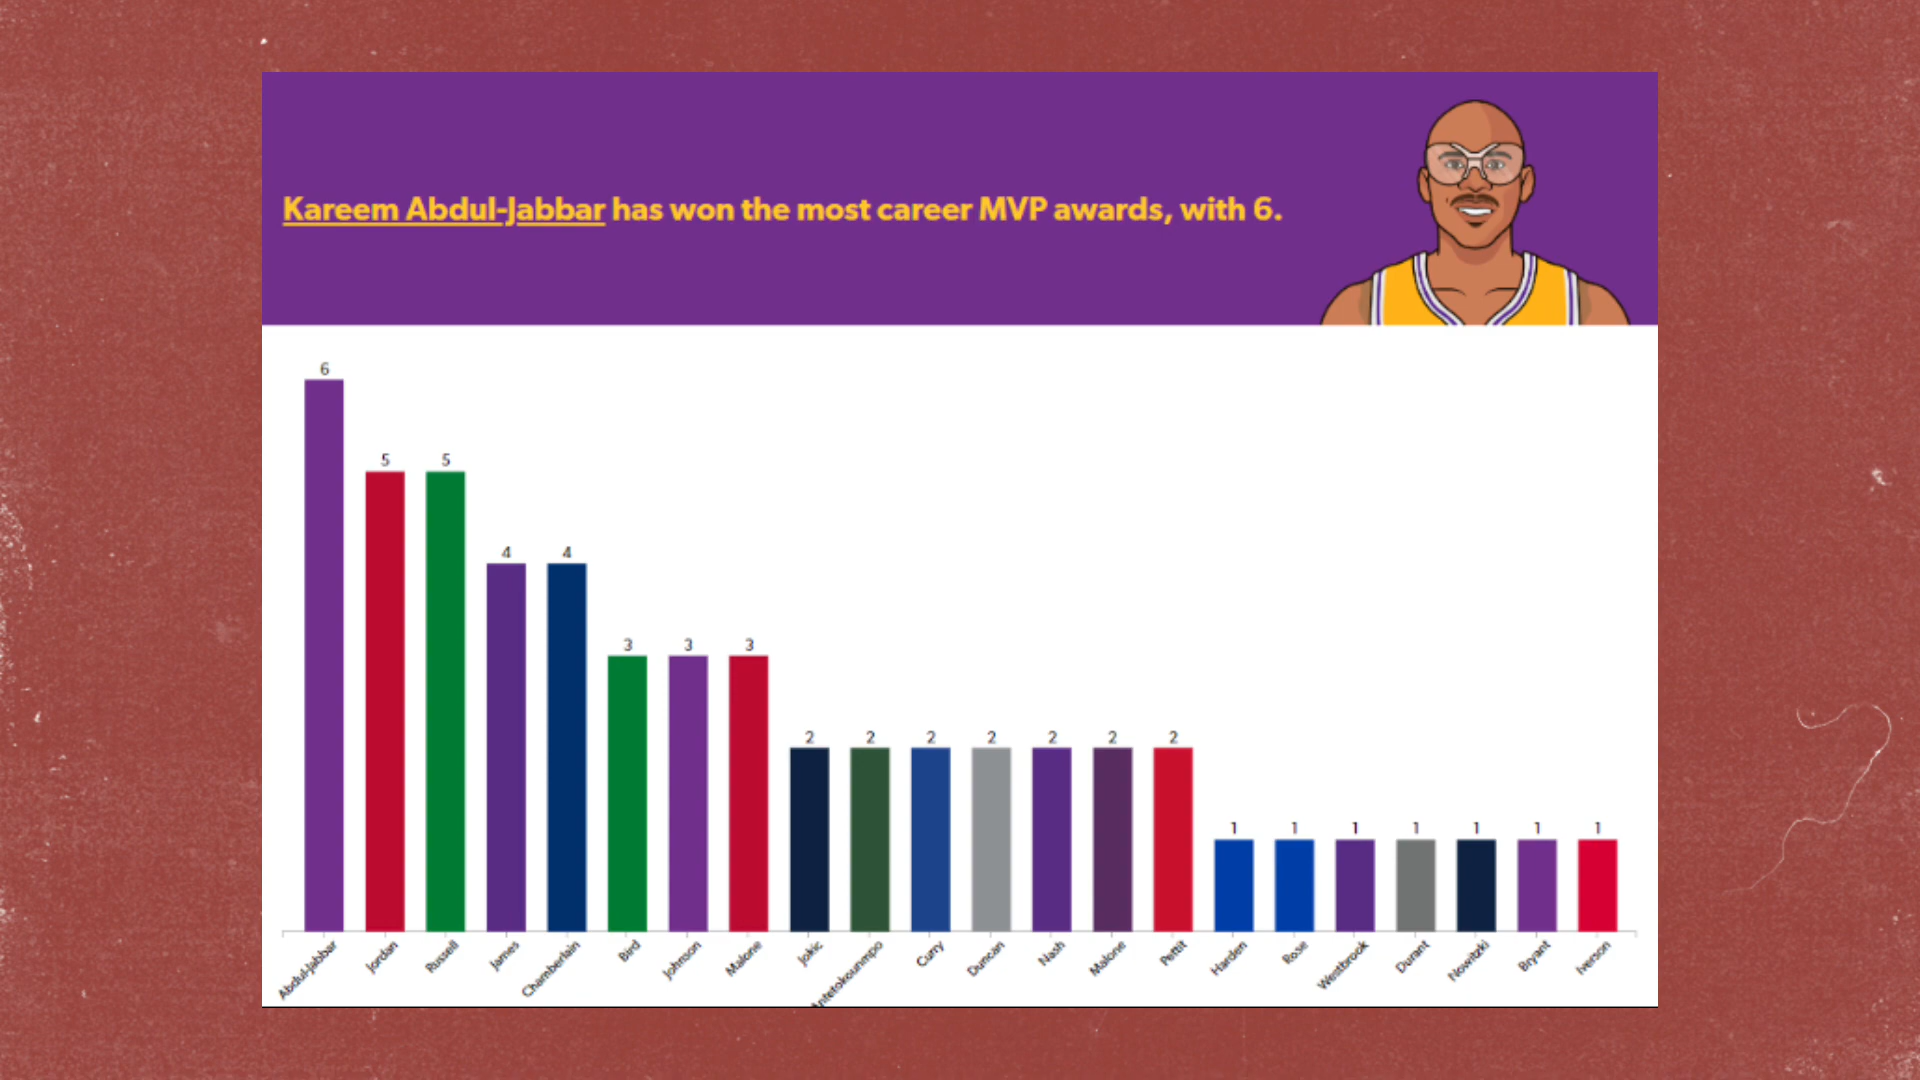 Kareem Abdul-Jabbar has won the most career MVP awards, with 6.
6
5
5
4
4
3
3
3
2
2
2
2
2
2
2
1
1
1
1
1
1
1
Abdul-Jabbar
Jordan
Russell
James
Chamberlain
Bird
Johnson
Malone
Jokic
Antetokounmpo
Curry
Duncan
Nash
Malone
Pettit
Harden
Rose
Westbrook
Durant
Nowitzki
Bryant
Iverson